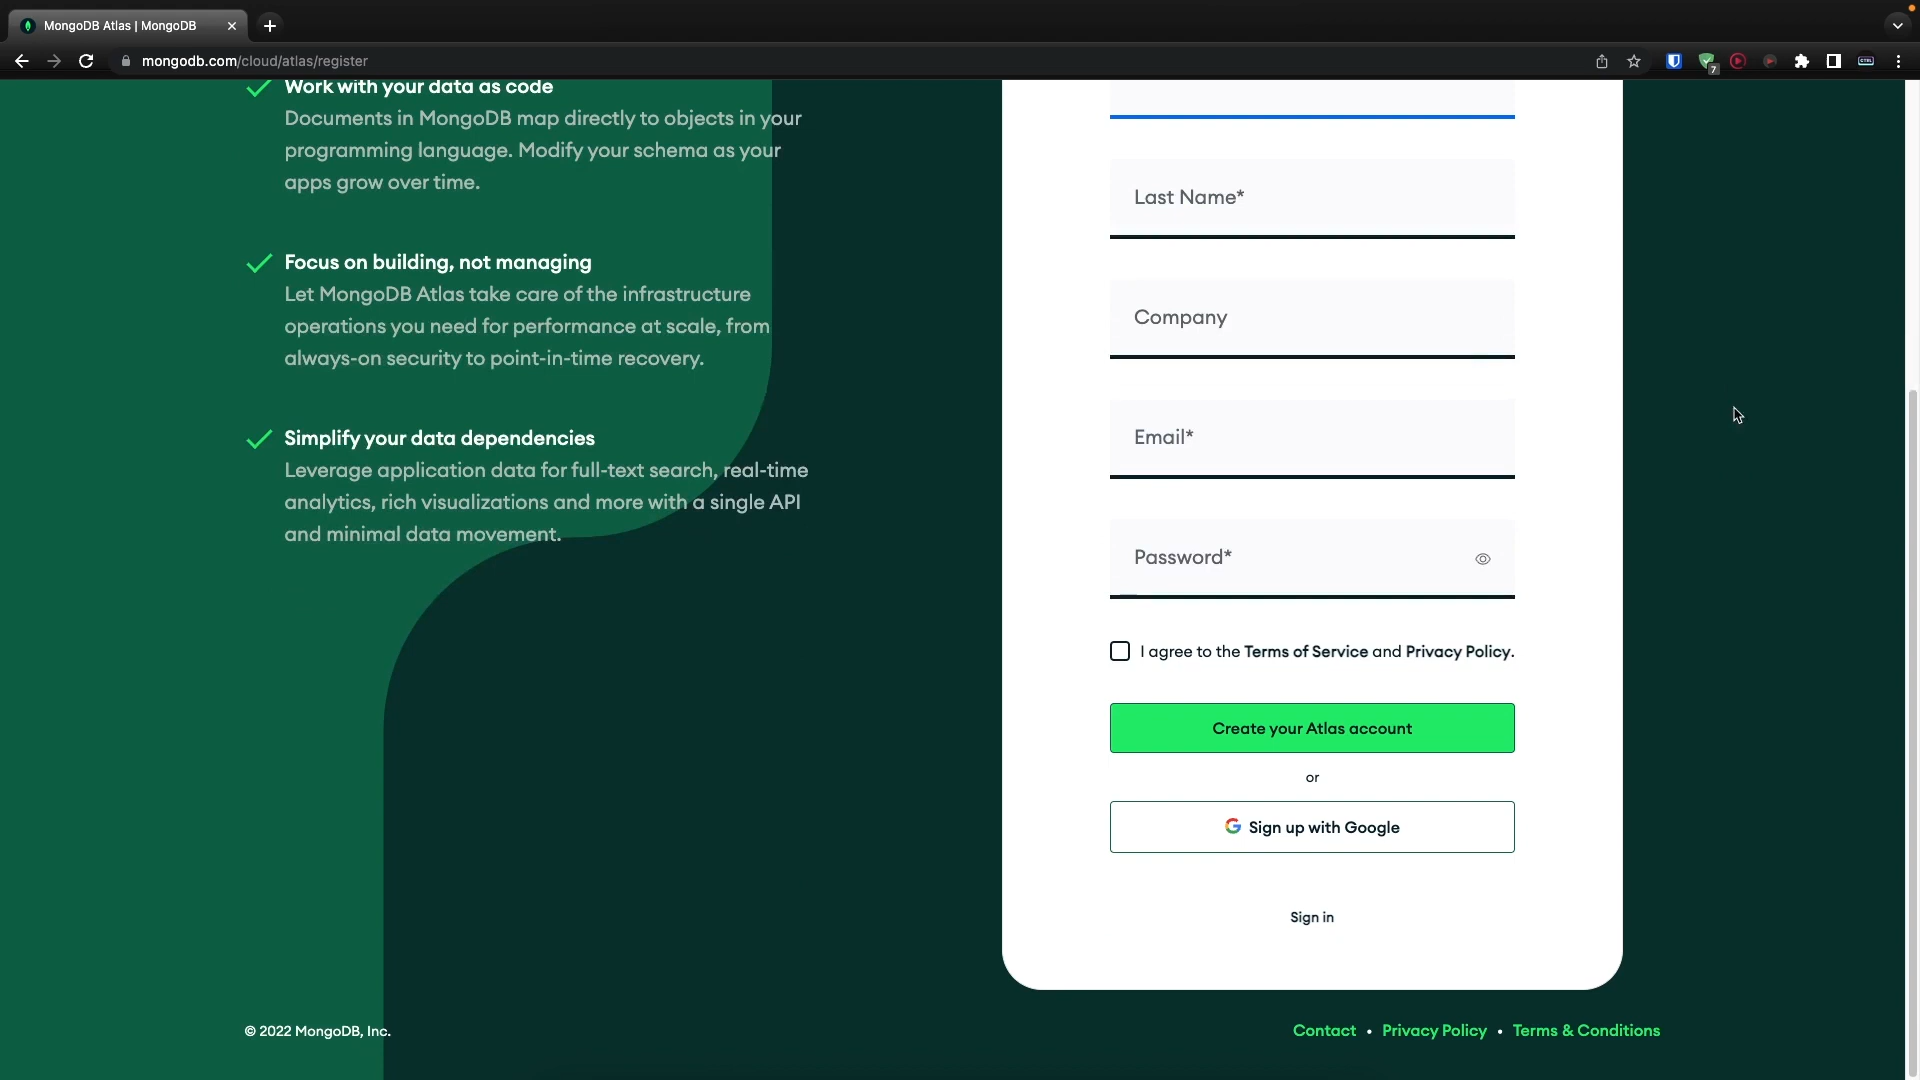 MongoDB Atlas | MongoDB
mongodb.com/cloud/atlas/register
7
CTRL
Work with your data as code
Documents in MongoDB map directly to objects in your
programming language. Modify your schema as your
apps grow over time.
Focus on building, not managing
Let MongoDB Atlas take care of the infrastructure
operations you need for performance at scale, from
always-on security to point-in-time recovery.
Simplify your data dependencies
Leverage application data for full-text search, real-time
analytics, rich visualizations and more with a single API
and minimal data movement.
Last Name*
Company
Email*
Password*
I agree to the Terms of Service and Privacy Policy.
Create your Atlas account
or
Sign up with Google
Sign in
© 2022 MongoDB, Inc.
Contact • Privacy Policy • Terms & Conditions